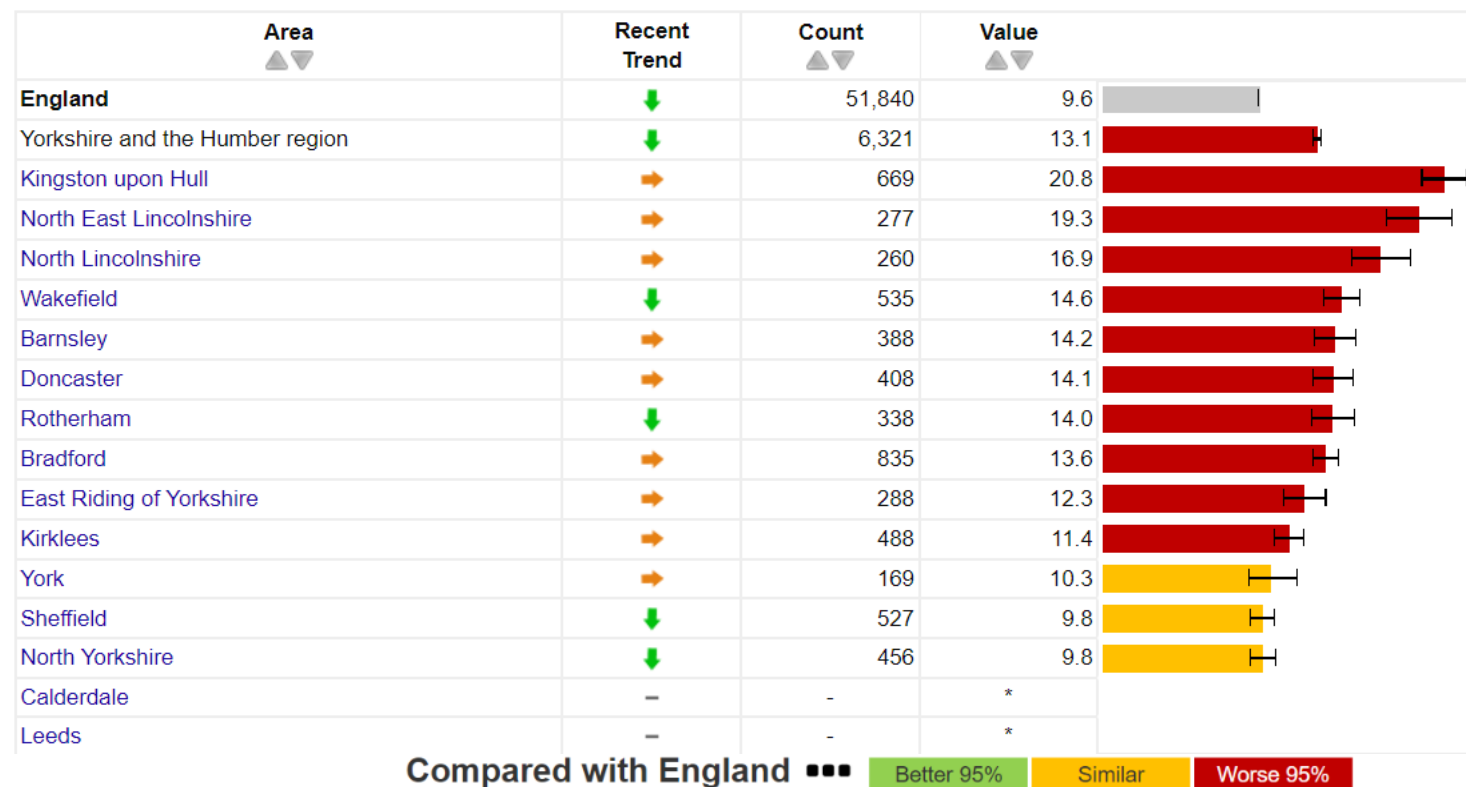 Area Recent Trend Count Value
England 51,840 9.6
Yorkshire and the Humber region 6,321 13.1
Kingston upon Hull 669 20.8
North East Lincolnshire 277 19.3
North Lincolnshire 260 16.9
Wakefield 535 14.6
Barnsley 388 14.2
Doncaster 408 14.1
Rotherham 338 14.0
Bradford 835 13.6
East Riding of Yorkshire 288 12.3
Kirklees 488 11.4
York 169 10.3
Sheffield 527 9.8
North Yorkshire 456 9.8
Calderdale – - *
Leeds – - *
Compared with England Better 95% Similar Worse 95%